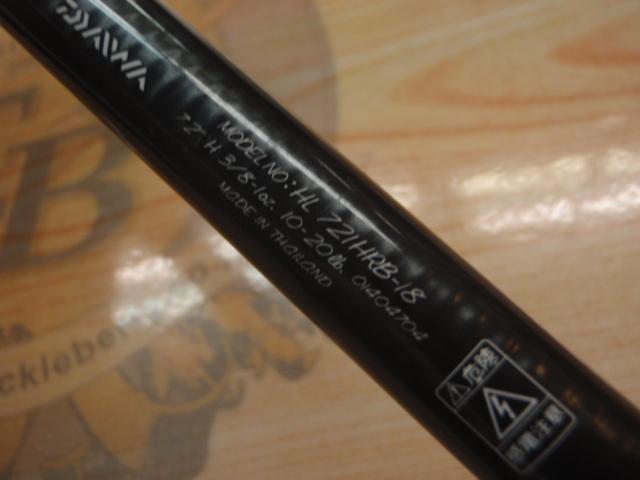 DAIWA
MODEL NO: HL 721HRB-18
7'2" H 3/8-1oz. 10-20lb. 01404704
MADE IN THAILAND
危険
感電注意
ckleber